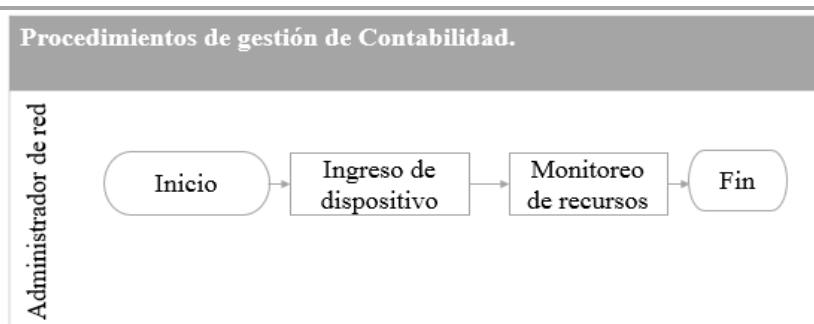 Procedimientos de gestión de Contabilidad.
Administrador de red
Inicio
Ingreso de
dispositivo
Monitoreo
de recursos
Fin